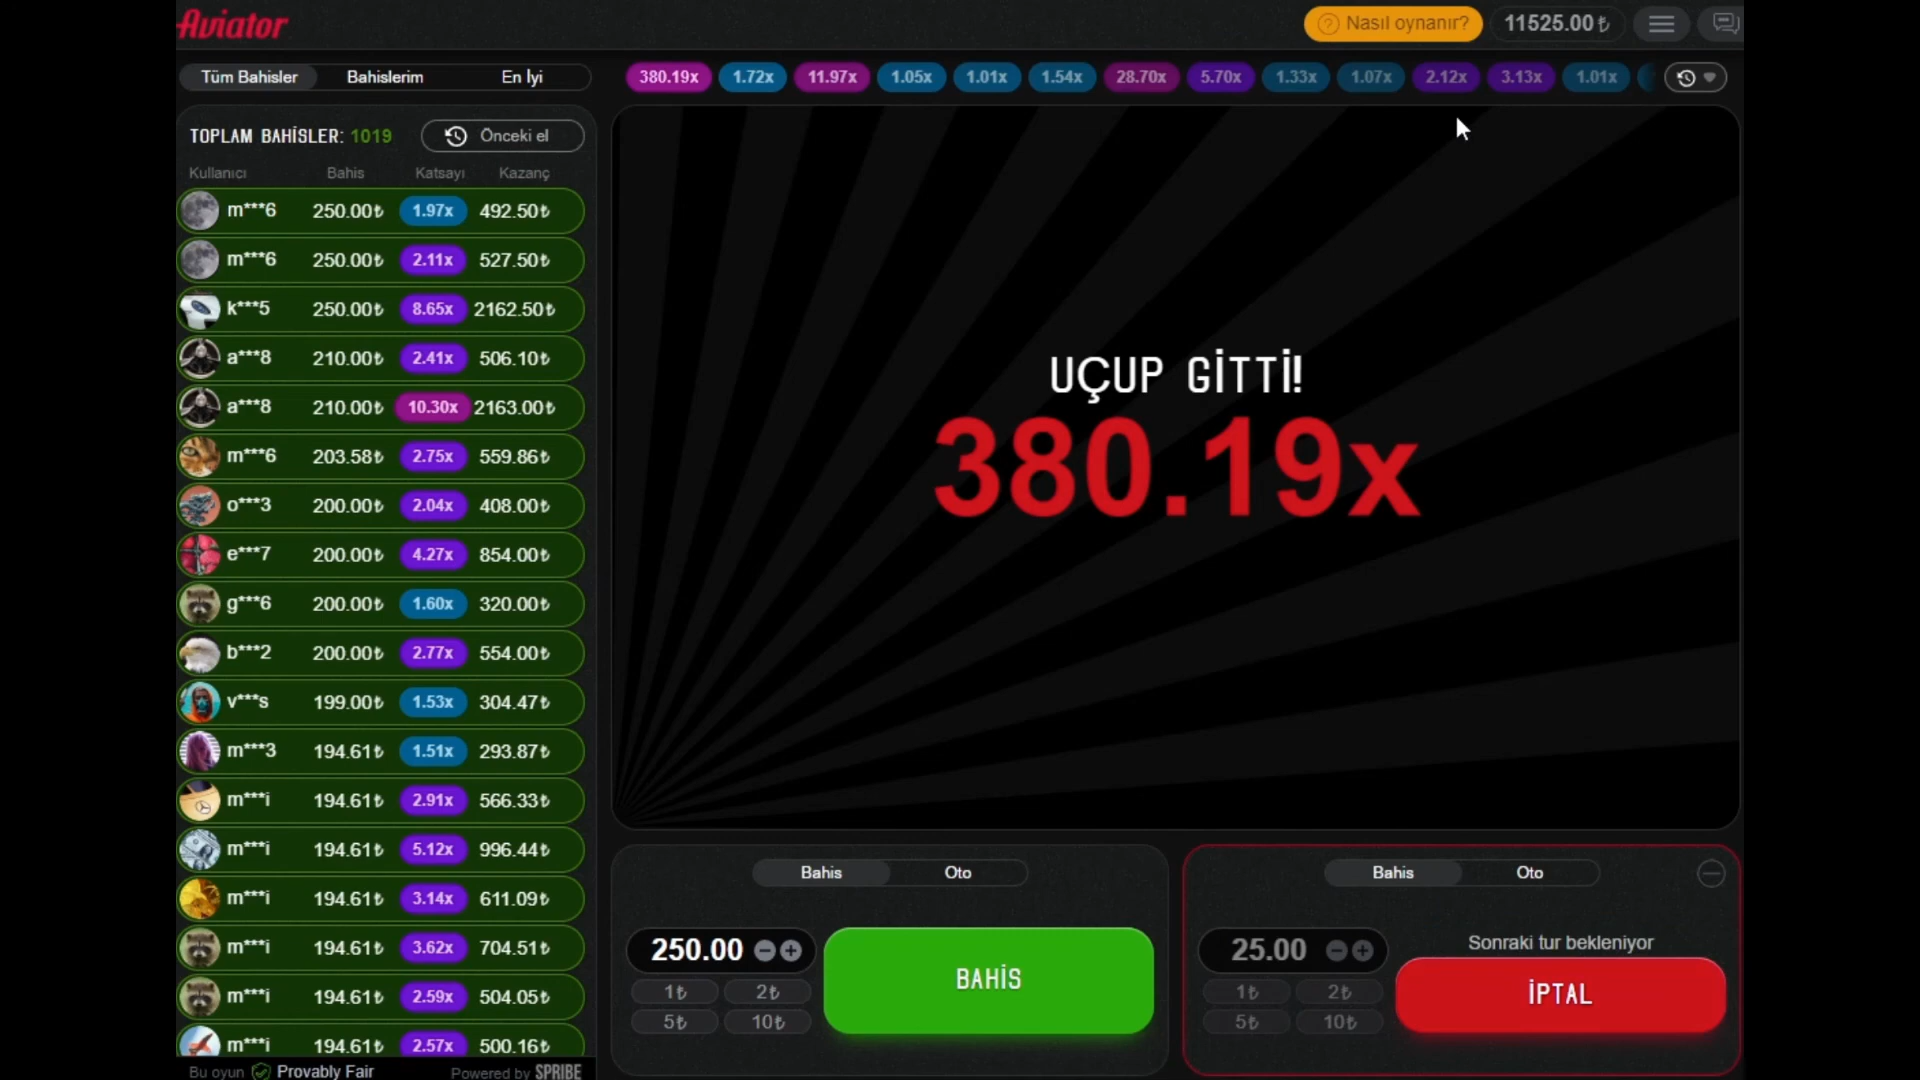 Aviator
Nasıl oynanır? 11525.00₺
Tüm Bahisler Bahislerim En İyi
380.19x 1.72x 11.97x 1.05x 1.01x 1.54x 28.70x 5.70x 1.33x 1.07x 2.12x 3.13x 1.01x
TOPLAM BAHİSLER: 1019 Önceki el
Kullanıcı Bahis Katsayı Kazanç
m***6 250.00₺ 1.97x 492.50₺
m***6 250.00₺ 2.11x 527.50₺
k***5 250.00₺ 8.65x 2162.50₺
a***8 210.00₺ 2.41x 506.10₺
a***8 210.00₺ 10.30x 2163.00₺
m***6 203.58₺ 2.75x 559.86₺
o***3 200.00₺ 2.04x 408.00₺
e***7 200.00₺ 4.27x 854.00₺
g***6 200.00₺ 1.60x 320.00₺
b***2 200.00₺ 2.77x 554.00₺
v***s 199.00₺ 1.53x 304.47₺
m***3 194.61₺ 1.51x 293.87₺
m***i 194.61₺ 2.91x 566.33₺
m***i 194.61₺ 5.12x 996.44₺
m***i 194.61₺ 3.14x 611.09₺
m***i 194.61₺ 3.62x 704.51₺
m***i 194.61₺ 2.59x 504.05₺
m***i 194.61₺ 2.57x 500.16₺
Bu oyun Provably Fair Powered by SPRIBE
UÇUP GİTTİ!
380.19x
Bahis Oto
250.00
1₺ 2₺
5₺ 10₺
BAHİS
Bahis Oto
25.00
1₺ 2₺
5₺ 10₺
Sonraki tur bekleniyor
İPTAL